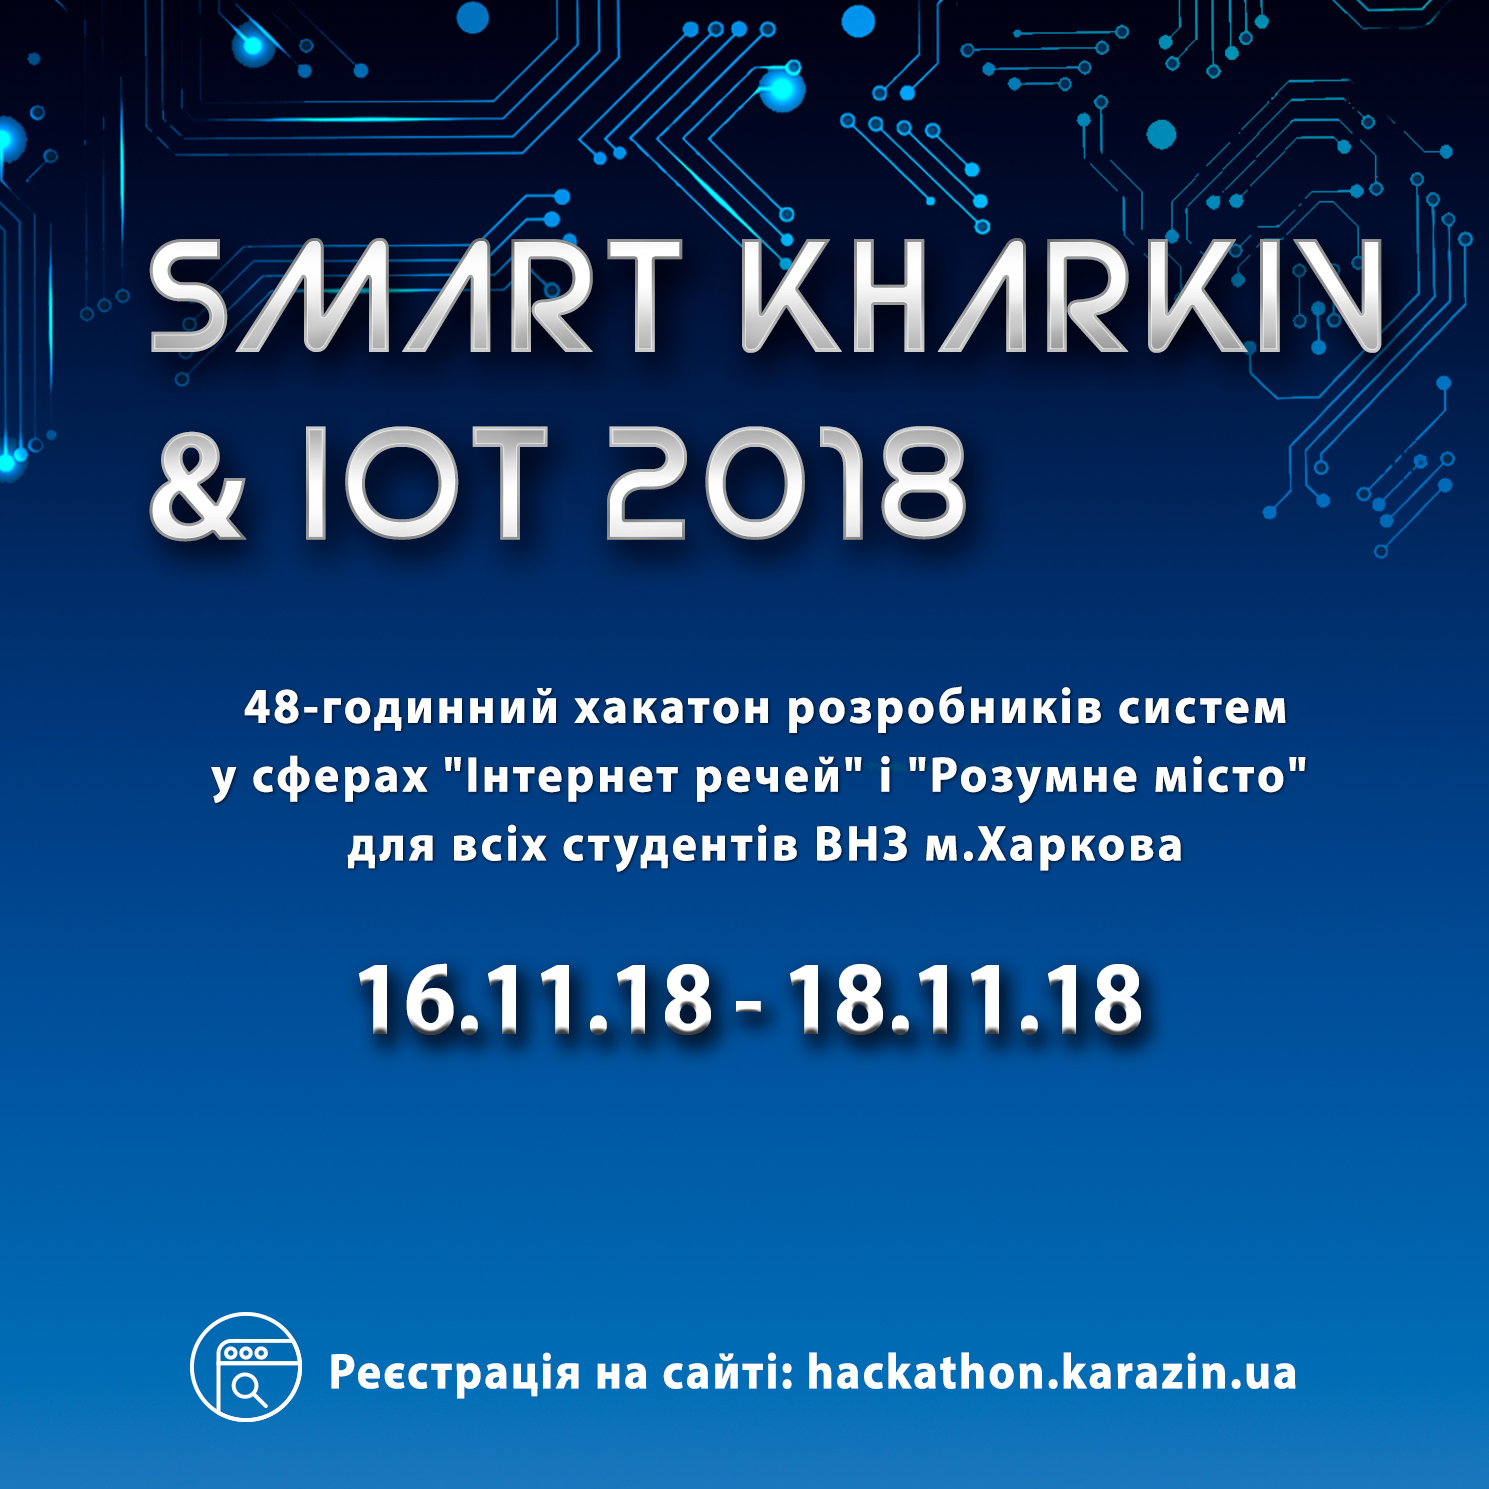 SMART KHARKIV
& IOT 2018
48-годинний хакатон розробників систем
у сферах "Інтернет речей" і "Розумне місто"
для всіх студентів ВНЗ м.Харкова
16.11.18 - 18.11.18
Реєстрація на сайті: hackathon.karazin.ua